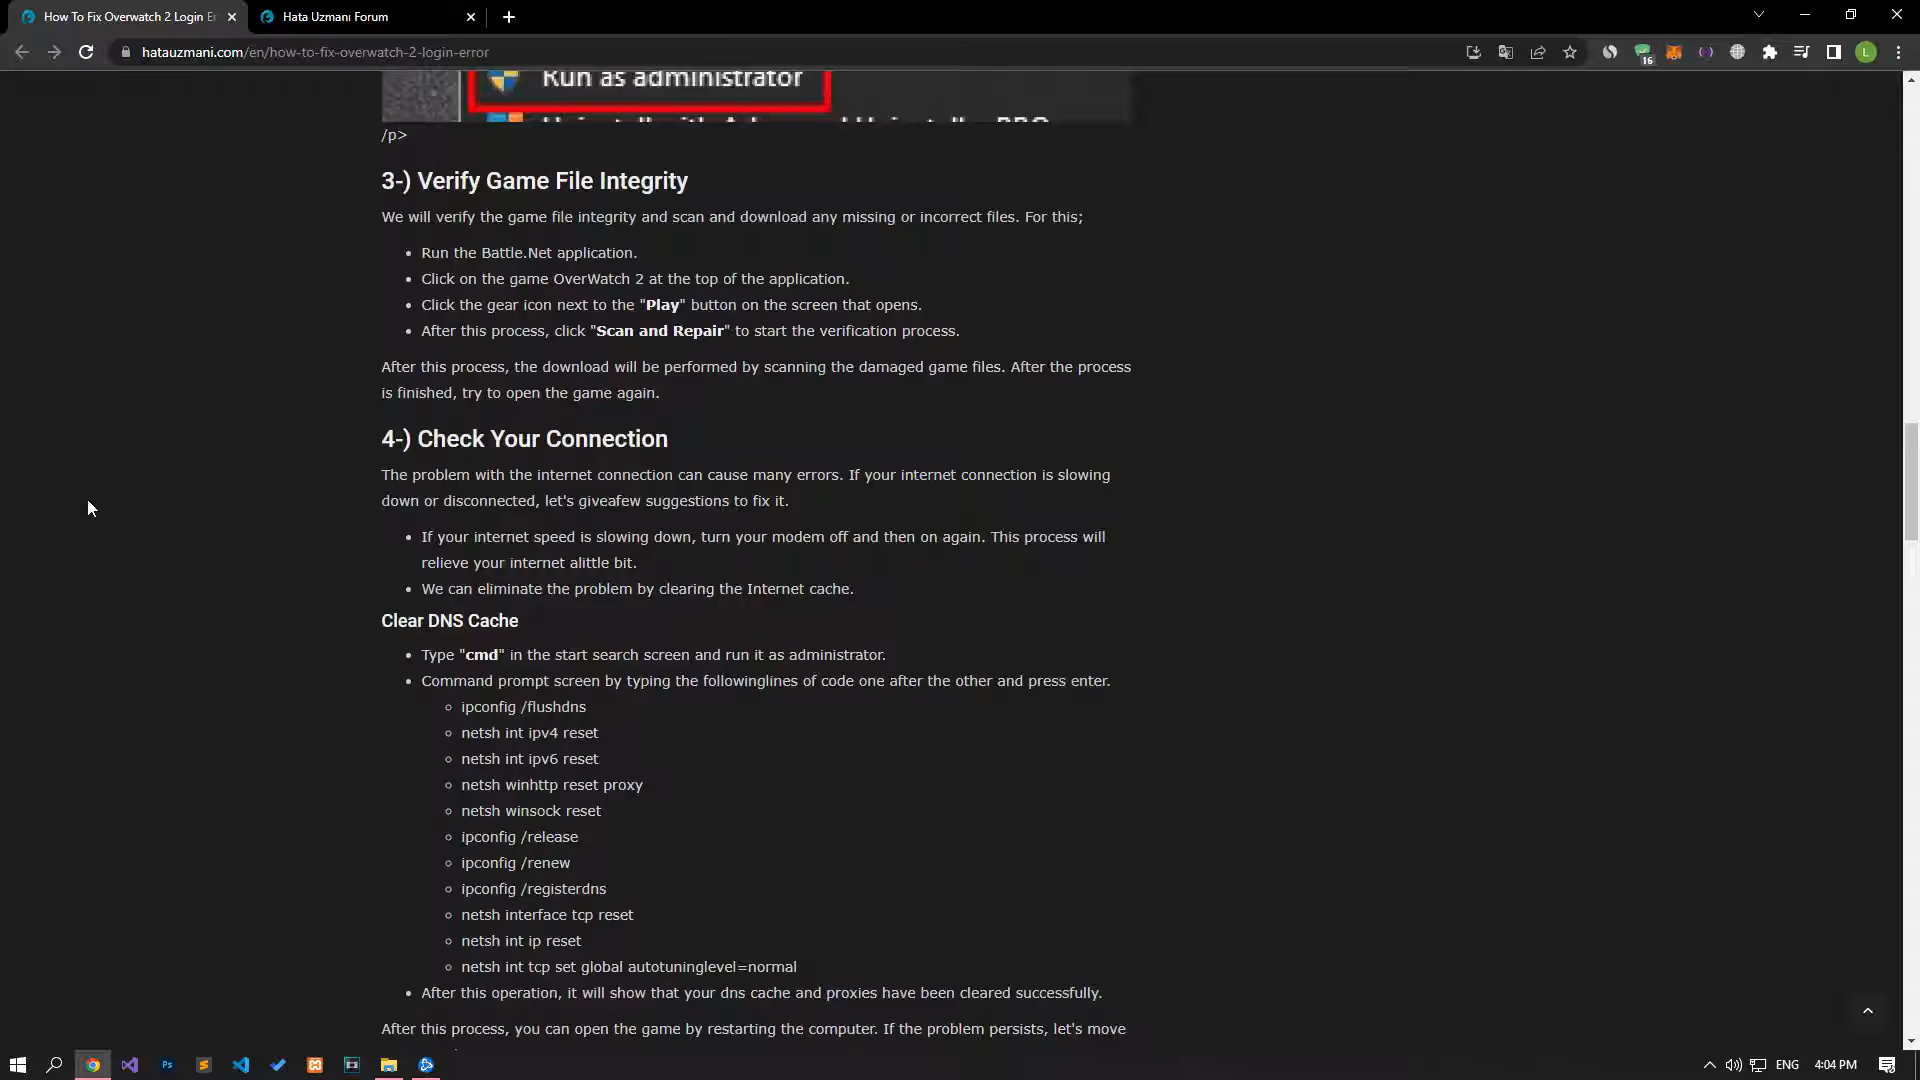 How To Fix Overwatch 2 Login Er
Hata Uzmanı Forum
hatauzmani.com/en/how-to-fix-overwatch-2-login-error
16
L
Run as administrator
/p>
3-) Verify Game File Integrity
We will verify the game file integrity and scan and download any missing or incorrect files. For this;
Run the Battle.Net application.
Click on the game OverWatch 2 at the top of the application.
Click the gear icon next to the "Play" button on the screen that opens.
After this process, click "Scan and Repair" to start the verification process.
After this process, the download will be performed by scanning the damaged game files. After the process
is finished, try to open the game again.
4-) Check Your Connection
The problem with the internet connection can cause many errors. If your internet connection is slowing
down or disconnected, let's giveafew suggestions to fix it.
If your internet speed is slowing down, turn your modem off and then on again. This process will
relieve your internet alittle bit.
We can eliminate the problem by clearing the Internet cache.
Clear DNS Cache
Type "cmd" in the start search screen and run it as administrator.
Command prompt screen by typing the followinglines of code one after the other and press enter.
ipconfig /flushdns
netsh int ipv4 reset
netsh int ipv6 reset
netsh winhttp reset proxy
netsh winsock reset
ipconfig /release
ipconfig /renew
ipconfig /registerdns
netsh interface tcp reset
netsh int ip reset
netsh int tcp set global autotuninglevel=normal
After this operation, it will show that your dns cache and proxies have been cleared successfully.
After this process, you can open the game by restarting the computer. If the problem persists, let's move
Ps
ENG
4:04 PM